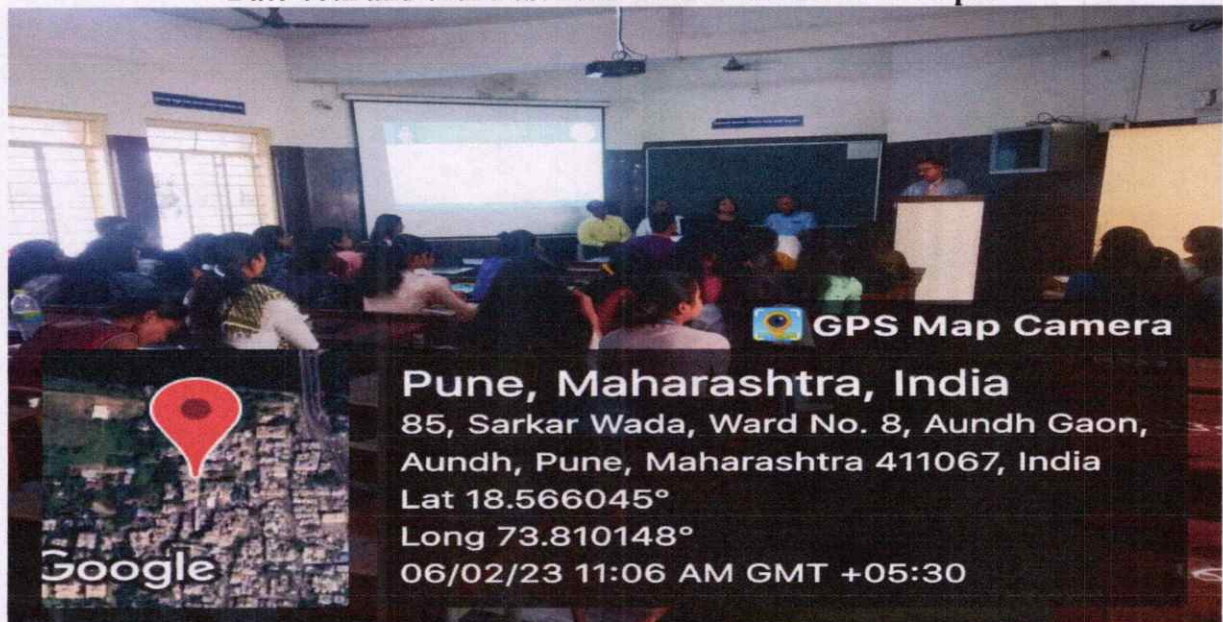 GPS Map Camera
Pune, Maharashtra, India
85, Sarkar Wada, Ward No. 8, Aundh Gaon,
Aundh, Pune, Maharashtra 411067, India
Lat 18.566045°
Long 73.810148°
06/02/23 11:06 AM GMT +05:30
Google